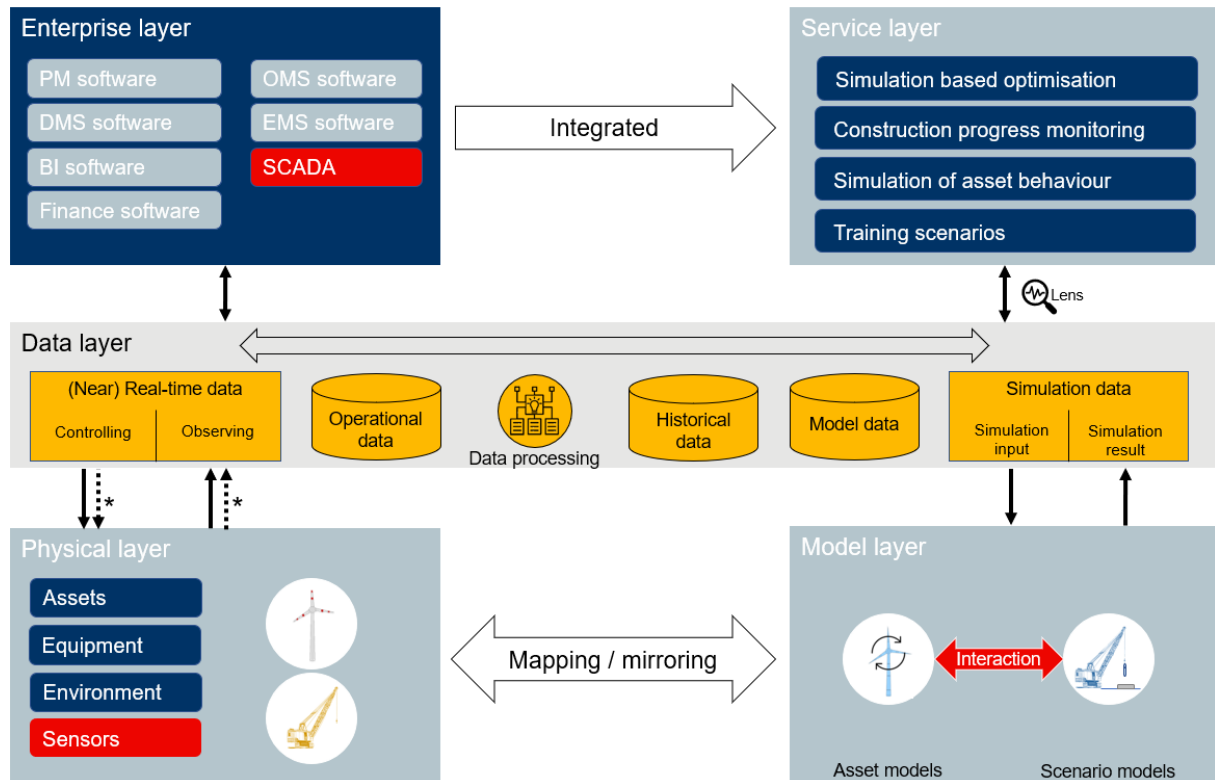 Enterprise layer
PM software
OMS software
DMS software
EMS software
BI software
SCADA
Finance software
Integrated
Service layer
Simulation based optimisation
Construction progress monitoring
Simulation of asset behaviour
Training scenarios
Lens
Data layer
(Near) Real-time data
Controlling
Observing
Operational
data
Data processing
Historical
data
Model data
Simulation data
Simulation
input
Simulation
result
*
*
Physical layer
Assets
Equipment
Environment
Sensors
Mapping / mirroring
Model layer
Interaction
Asset models
Scenario models